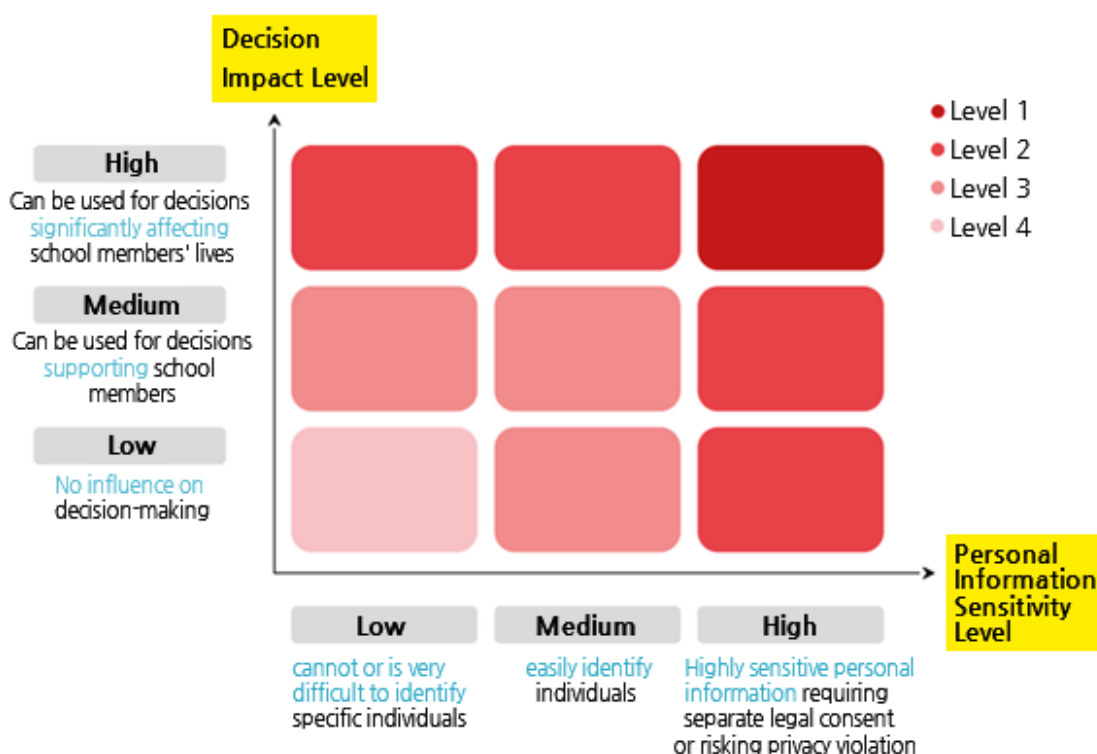 Decision
Impact Level
Level 1
Level 2
Level 3
Level 4
High
Can be used for decisions
significantly affecting
school members' lives
Medium
Can be used for decisions
supporting school
members
Low
No influence on
decision-making
Personal
Information
Sensitivity
Level
Low
cannot or is very
difficult to identify
specific individuals
Medium
easily identify
individuals
High
Highly sensitive personal
information requiring
separate legal consent
or risking privacy violation